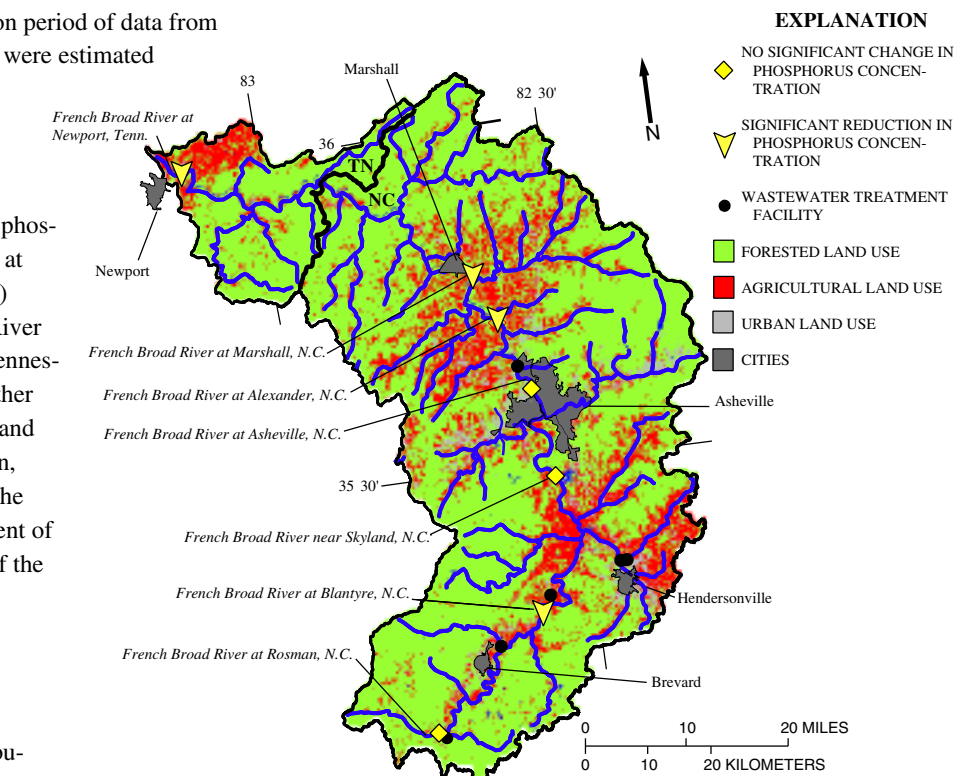 on period of data from
were estimated
phos-
at
)
River
ennes-
ther
and
n,
he
ent of
f the
ou-
Marshall
83
82 30'
French Broad River at
Newport, Tenn.
36
TN
NC
N
Newport
French Broad River at Marshall, N.C.
French Broad River at Alexander, N.C.
French Broad River at Asheville, N.C.
Asheville
35 30'
French Broad River near Skyland, N.C.
French Broad River at Blantyre, N.C.
Hendersonville
French Broad River at Rosman, N.C.
Brevard
EXPLANATION
NO SIGNIFICANT CHANGE IN
PHOSPHORUS CONCEN-
TRATION
SIGNIFICANT REDUCTION IN
PHOSPHORUS CONCEN-
TRATION
WASTEWATER TREATMENT
FACILITY
FORESTED LAND USE
AGRICULTURAL LAND USE
URBAN LAND USE
CITIES
0 10 20 MILES
0 10 20 KILOMETERS